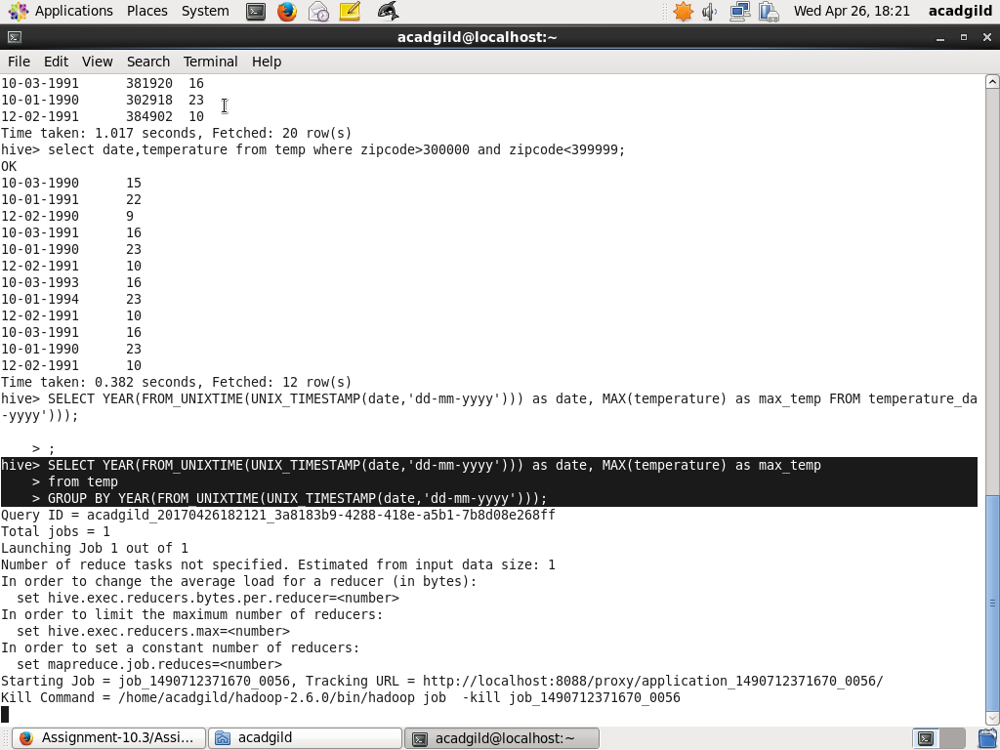 Applications Places System Wed Apr 26, 18:21 acadgild
acadgild@localhost:~
File Edit View Search Terminal Help
10-03-1991 381920 16
10-01-1990 302918 23
12-02-1991 384902 10
Time taken: 1.017 seconds, Fetched: 20 row(s)
hive> select date,temperature from temp where zipcode>300000 and zipcode<399999;
OK
10-03-1990 15
10-01-1991 22
12-02-1990 9
10-03-1991 16
10-01-1990 23
12-02-1991 10
10-03-1993 16
10-01-1994 23
12-02-1991 10
10-03-1991 16
10-01-1990 23
12-02-1991 10
Time taken: 0.382 seconds, Fetched: 12 row(s)
hive> SELECT YEAR(FROM_UNIXTIME(UNIX_TIMESTAMP(date,'dd-mm-yyyy'))) as date, MAX(temperature) as max_temp FROM temperature_da
-yyyy')));
> ;
hive> SELECT YEAR(FROM_UNIXTIME(UNIX_TIMESTAMP(date,'dd-mm-yyyy'))) as date, MAX(temperature) as max_temp
> from temp
> GROUP BY YEAR(FROM_UNIXTIME(UNIX_TIMESTAMP(date,'dd-mm-yyyy')));
Query ID = acadgild_20170426182121_3a8183b9-4288-418e-a5b1-7b8d08e268ff
Total jobs = 1
Launching Job 1 out of 1
Number of reduce tasks not specified. Estimated from input data size: 1
In order to change the average load for a reducer (in bytes):
set hive.exec.reducers.bytes.per.reducer=<number>
In order to limit the maximum number of reducers:
set hive.exec.reducers.max=<number>
In order to set a constant number of reducers:
set mapreduce.job.reduces=<number>
Starting Job = job_1490712371670_0056, Tracking URL = http://localhost:8088/proxy/application_1490712371670_0056/
Kill Command = /home/acadgild/hadoop-2.6.0/bin/hadoop job  -kill job_1490712371670_0056
Assignment-10.3/Assi... acadgild acadgild@localhost:~